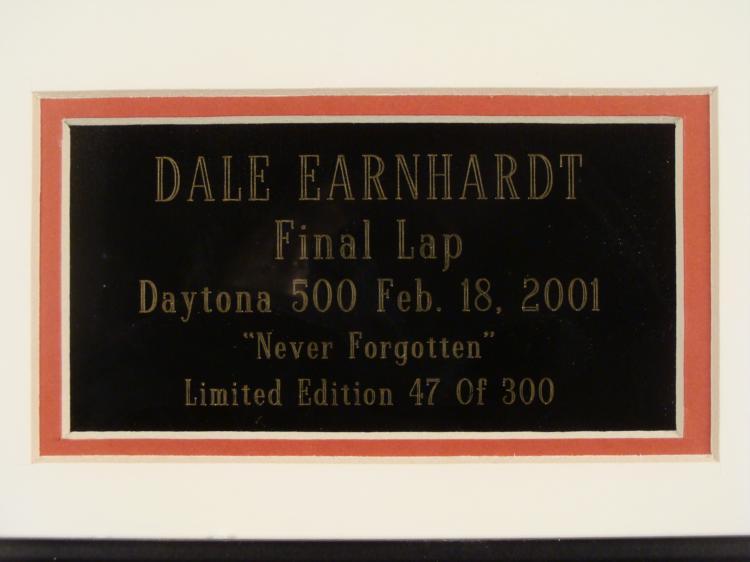 DALE EARNHARDT
Final Lap
Daytona 500 Feb. 18, 2001
"Never Forgotten"
Limited Edition 47 Of 300